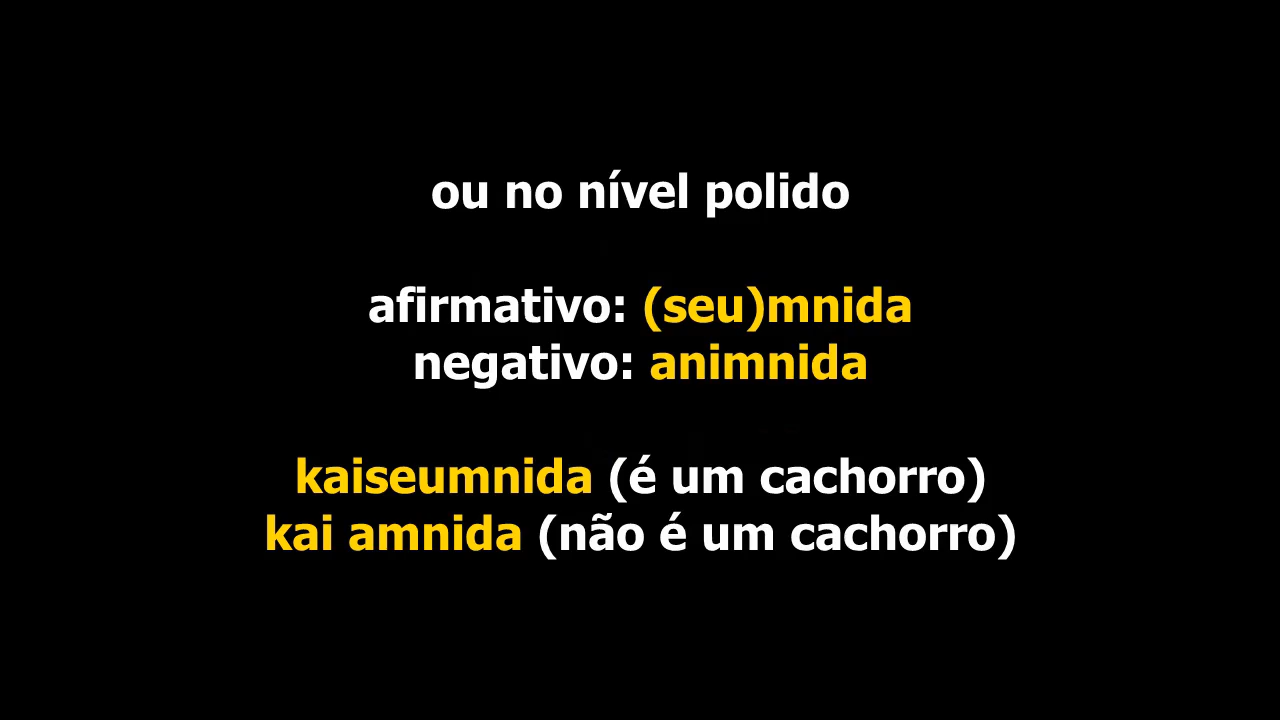 ou no nível polido
afirmativo: (seu)mnida
negativo: animnida
kaiseumnida (é um cachorro)
kai amnida (não é um cachorro)